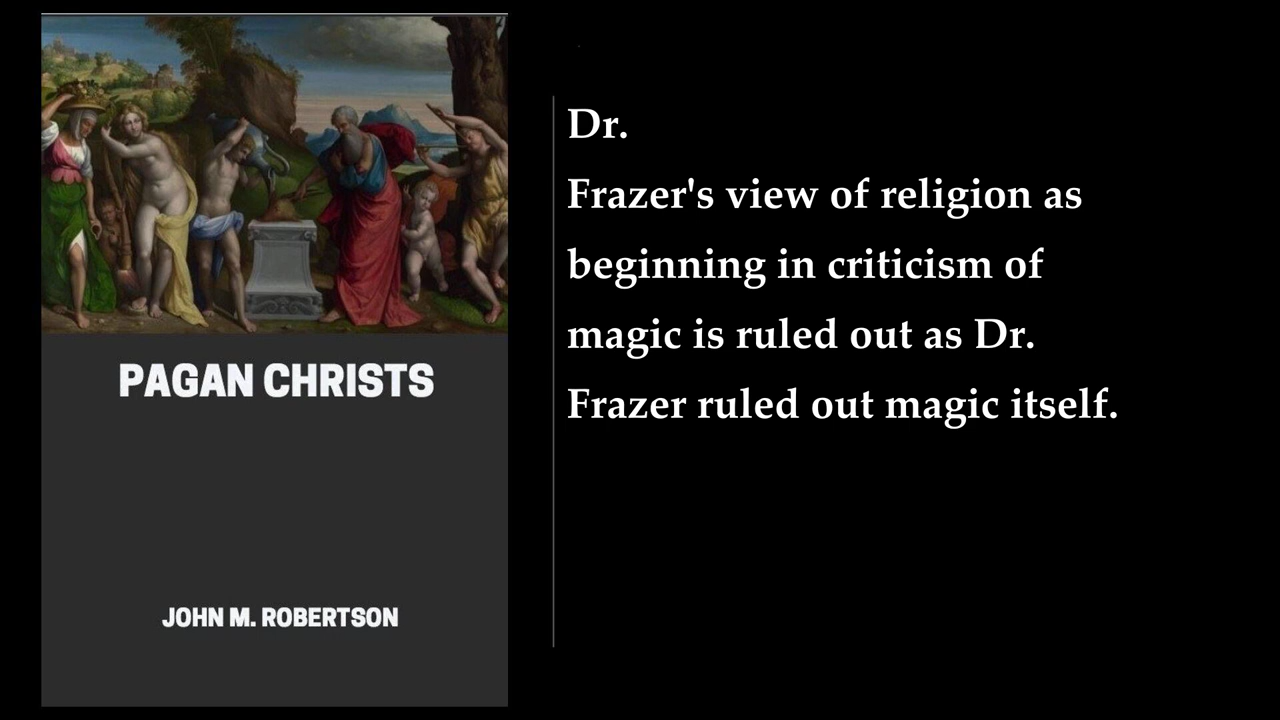 PAGAN CHRISTS
JOHN M. ROBERTSON
Dr.
Frazer's view of religion as
beginning in criticism of
magic is ruled out as Dr.
Frazer ruled out magic itself.